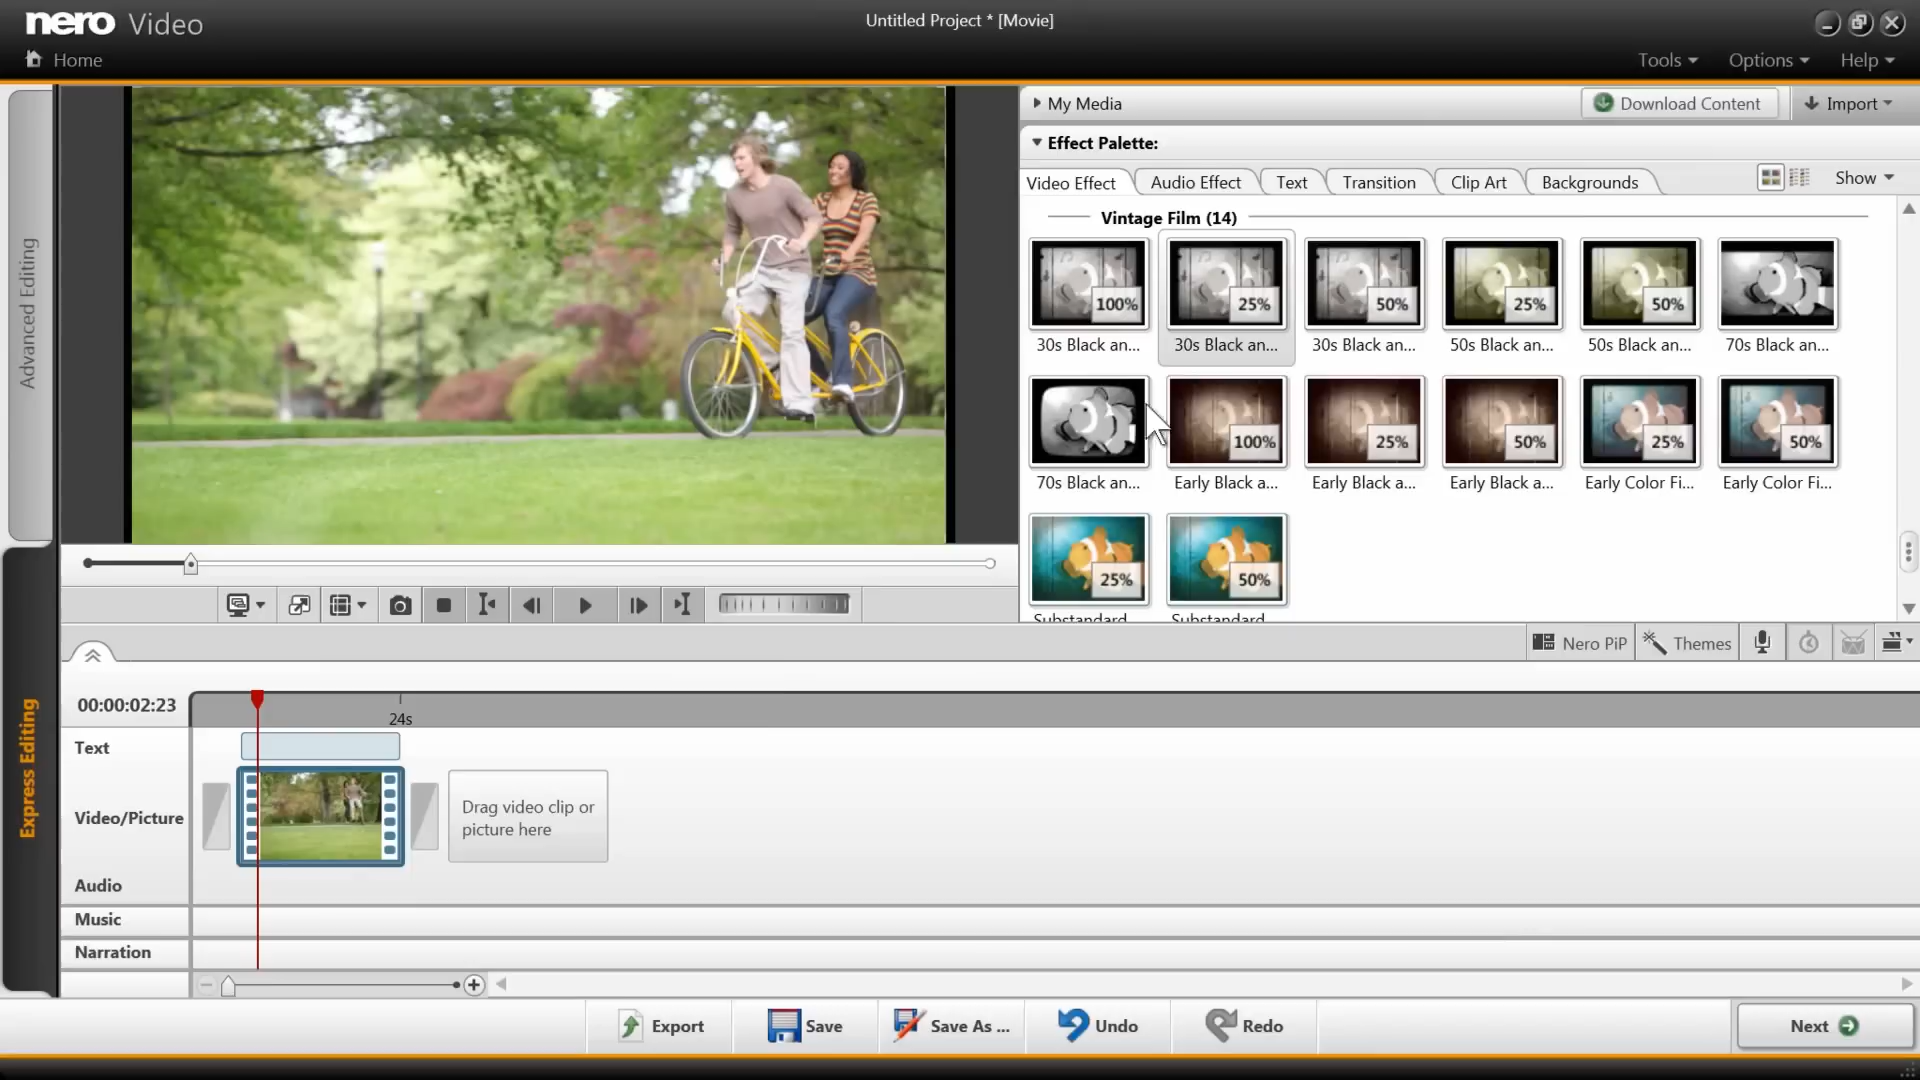 nero Video
Untitled Project * [Movie]
Home
Tools
Options
Help
Advanced Editing
Express Editing
My Media
Download Content
Import
Effect Palette:
Video Effect
Audio Effect
Text
Transition
Clip Art
Backgrounds
Show
Vintage Film (14)
100%
25%
50%
25%
50%
30s Black an...
30s Black an...
30s Black an...
50s Black an...
50s Black an...
70s Black an...
100%
25%
50%
25%
50%
70s Black an...
Early Black a...
Early Black a...
Early Black a...
Early Color Fi...
Early Color Fi...
25%
50%
Substandard
Substandard
Nero PiP
Themes
00:00:02:23
24s
Text
Video/Picture
Drag video clip or
picture here
Audio
Music
Narration
Export
Save
Save As ...
Undo
Redo
Next